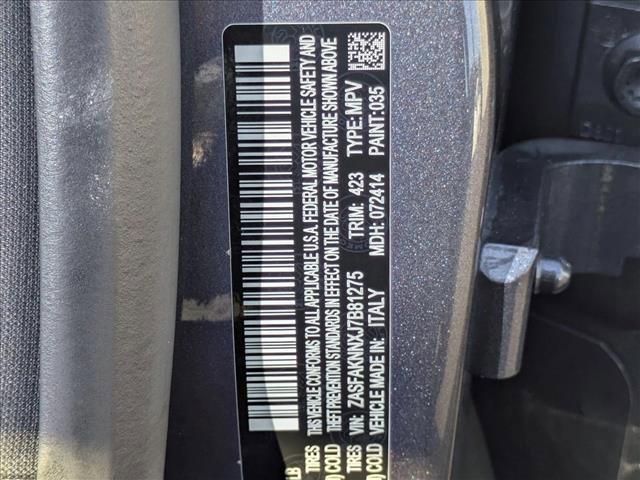 THIS VEHICLE CONFORMS TO ALL APPLICABLE U.S.A. FEDERAL MOTOR VEHICLE SAFETY AND
THEFT PREVENTION STANDARDS IN EFFECT ON THE DATE OF MANUFACTURE SHOWN ABOVE
VIN: ZASFAKNNXJ7B81275 TRIM: 423 TYPE: MPV
VEHICLE MADE IN: ITALY MDH: 072414 PAINT: 035
LB
TIRES
) COLD
TIRES
) COLD